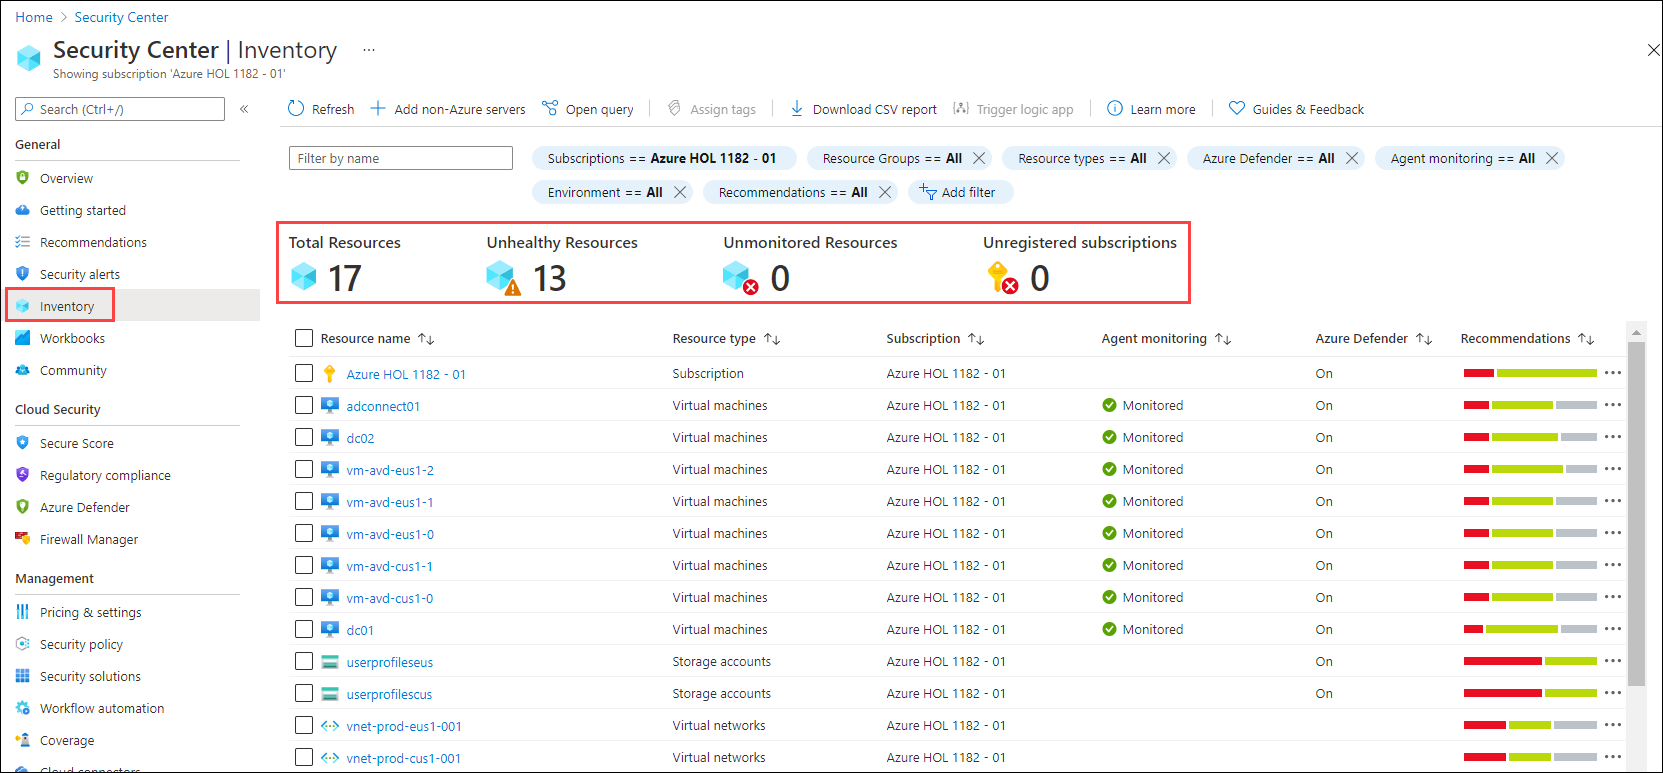 Home > Security Center
Security Center | Inventory ...
Showing subscription 'Azure HOL 1182 - 01'
Search (Ctrl+/) «
General
Overview
Getting started
Recommendations
Security alerts
Inventory
Workbooks
Community
Cloud Security
Secure Score
Regulatory compliance
Azure Defender
Firewall Manager
Management
Pricing & settings
Security policy
Security solutions
Workflow automation
Coverage
Cloud connectors
Refresh Add non-Azure servers Open query Assign tags Download CSV report Trigger logic app Learn more Guides & Feedback
Filter by name Subscriptions == Azure HOL 1182 - 01 Resource Groups == All Resource types == All Azure Defender == All Agent monitoring == All
Environment == All Recommendations == All Add filter
Total Resources Unhealthy Resources Unmonitored Resources Unregistered subscriptions
17 13 0 0
Resource name Resource type Subscription Agent monitoring Azure Defender Recommendations
Azure HOL 1182 - 01 Subscription Azure HOL 1182 - 01 On
adconnect01 Virtual machines Azure HOL 1182 - 01 Monitored On
dc02 Virtual machines Azure HOL 1182 - 01 Monitored On
vm-avd-eus1-2 Virtual machines Azure HOL 1182 - 01 Monitored On
vm-avd-eus1-1 Virtual machines Azure HOL 1182 - 01 Monitored On
vm-avd-eus1-0 Virtual machines Azure HOL 1182 - 01 Monitored On
vm-avd-cus1-1 Virtual machines Azure HOL 1182 - 01 Monitored On
vm-avd-cus1-0 Virtual machines Azure HOL 1182 - 01 Monitored On
dc01 Virtual machines Azure HOL 1182 - 01 Monitored On
userprofileseus Storage accounts Azure HOL 1182 - 01 On
userprofilescus Storage accounts Azure HOL 1182 - 01 On
vnet-prod-eus1-001 Virtual networks Azure HOL 1182 - 01
vnet-prod-cus1-001 Virtual networks Azure HOL 1182 - 01